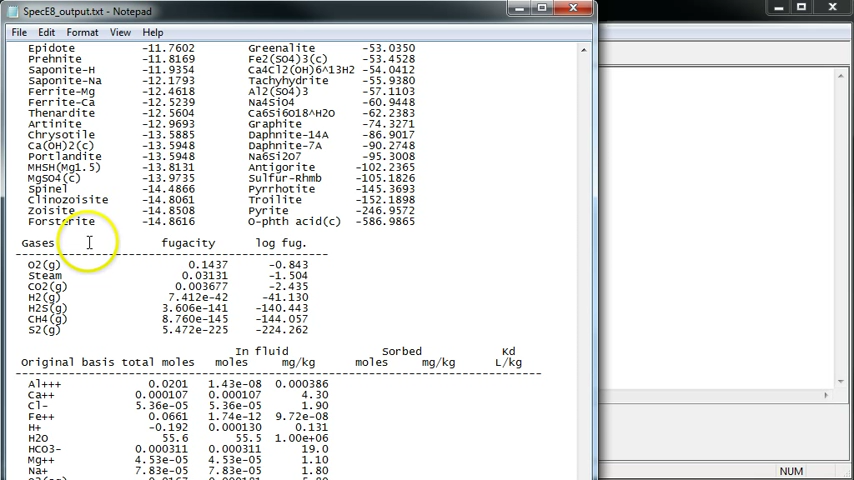 SpecE8_output.txt - Notepad
File Edit Format View Help
Epidote -11.7602 Greenalite -53.0350
Prehnite -11.8169 Fe2(SO4)3(c) -53.4528
Saponite-H -11.9354 Ca4Cl2(OH)6^13H2 -54.0412
Saponite-Na -12.1793 Tachyhydrite -55.9380
Ferrite-Mg -12.4618 Al2(SO4)3 -57.1103
Ferrite-Ca -12.5239 Na4SiO4 -60.9448
Thenardite -12.5604 Ca6Si6O18^H2O -62.2383
Artinite -12.9693 Graphite -74.3271
Chrysotile -13.5885 Daphnite-14A -86.9017
Ca(OH)2(c) -13.5948 Daphnite-7A -90.2748
Portlandite -13.5948 Na6Si2O7 -95.3008
MHSH(Mg1.5) -13.8131 Antigorite -102.2365
MgSO4(c) -13.9735 Sulfur-Rhmb -105.1826
Spinel -14.4866 Pyrrhotite -145.3693
Clinozoisite -14.8061 Troilite -152.1898
Zoisite -14.8508 Pyrite -246.9572
Forsterite -14.8616 O-phth acid(c) -586.9865
Gases fugacity log fug.
O2(g) 0.1437 -0.843
Steam 0.03131 -1.504
CO2(g) 0.003677 -2.435
H2(g) 7.412e-42 -41.130
H2S(g) 3.606e-141 -140.443
CH4(g) 8.760e-145 -144.057
S2(g) 5.472e-225 -224.262
In fluid Sorbed Kd
Original basis total moles moles mg/kg moles mg/kg L/kg
Al+++ 0.0201 1.43e-08 0.000386
Ca++ 0.000107 0.000107 4.30
Cl- 5.36e-05 5.36e-05 1.90
Fe++ 0.0661 1.74e-12 9.72e-08
H+ -0.192 0.000130 0.131
H2O 55.6 55.5 1.00e+06
HCO3- 0.000311 0.000311 19.0
Mg++ 4.53e-05 4.53e-05 1.10
Na+ 7.83e-05 7.83e-05 1.80
NUM